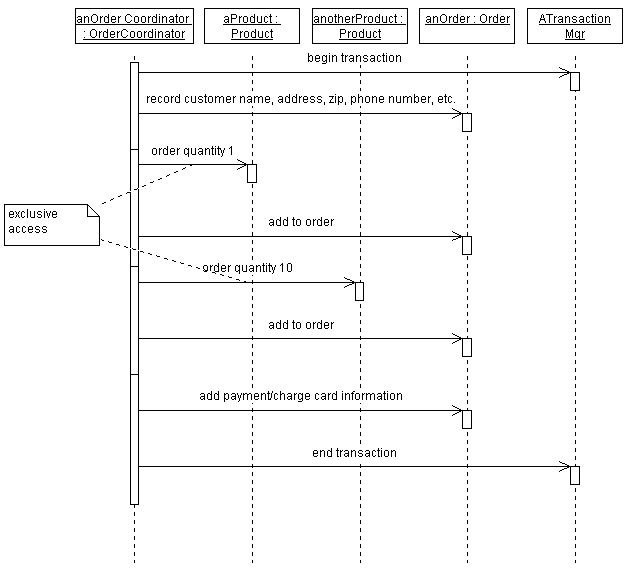 anOrder Coordinator
: OrderCoordinator
aProduct :
Product
anotherProduct :
Product
anOrder : Order
ATransaction
Mgr
begin transaction
record customer name, address, zip, phone number, etc.
order quantity 1
exclusive
access
add to order
order quantity 10
add to order
add payment/charge card information
end transaction